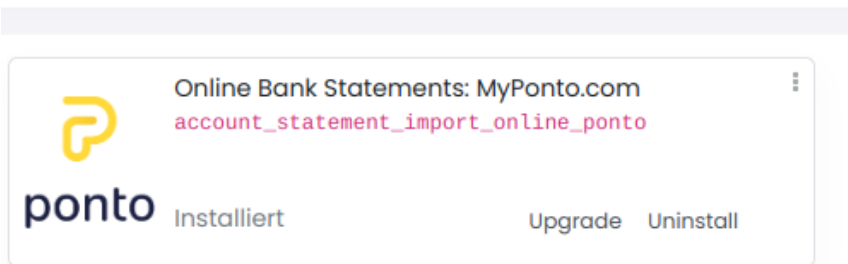 Online Bank Statements: MyPonto.com
account_statement_import_online_ponto
ponto
Installiert
Upgrade Uninstall